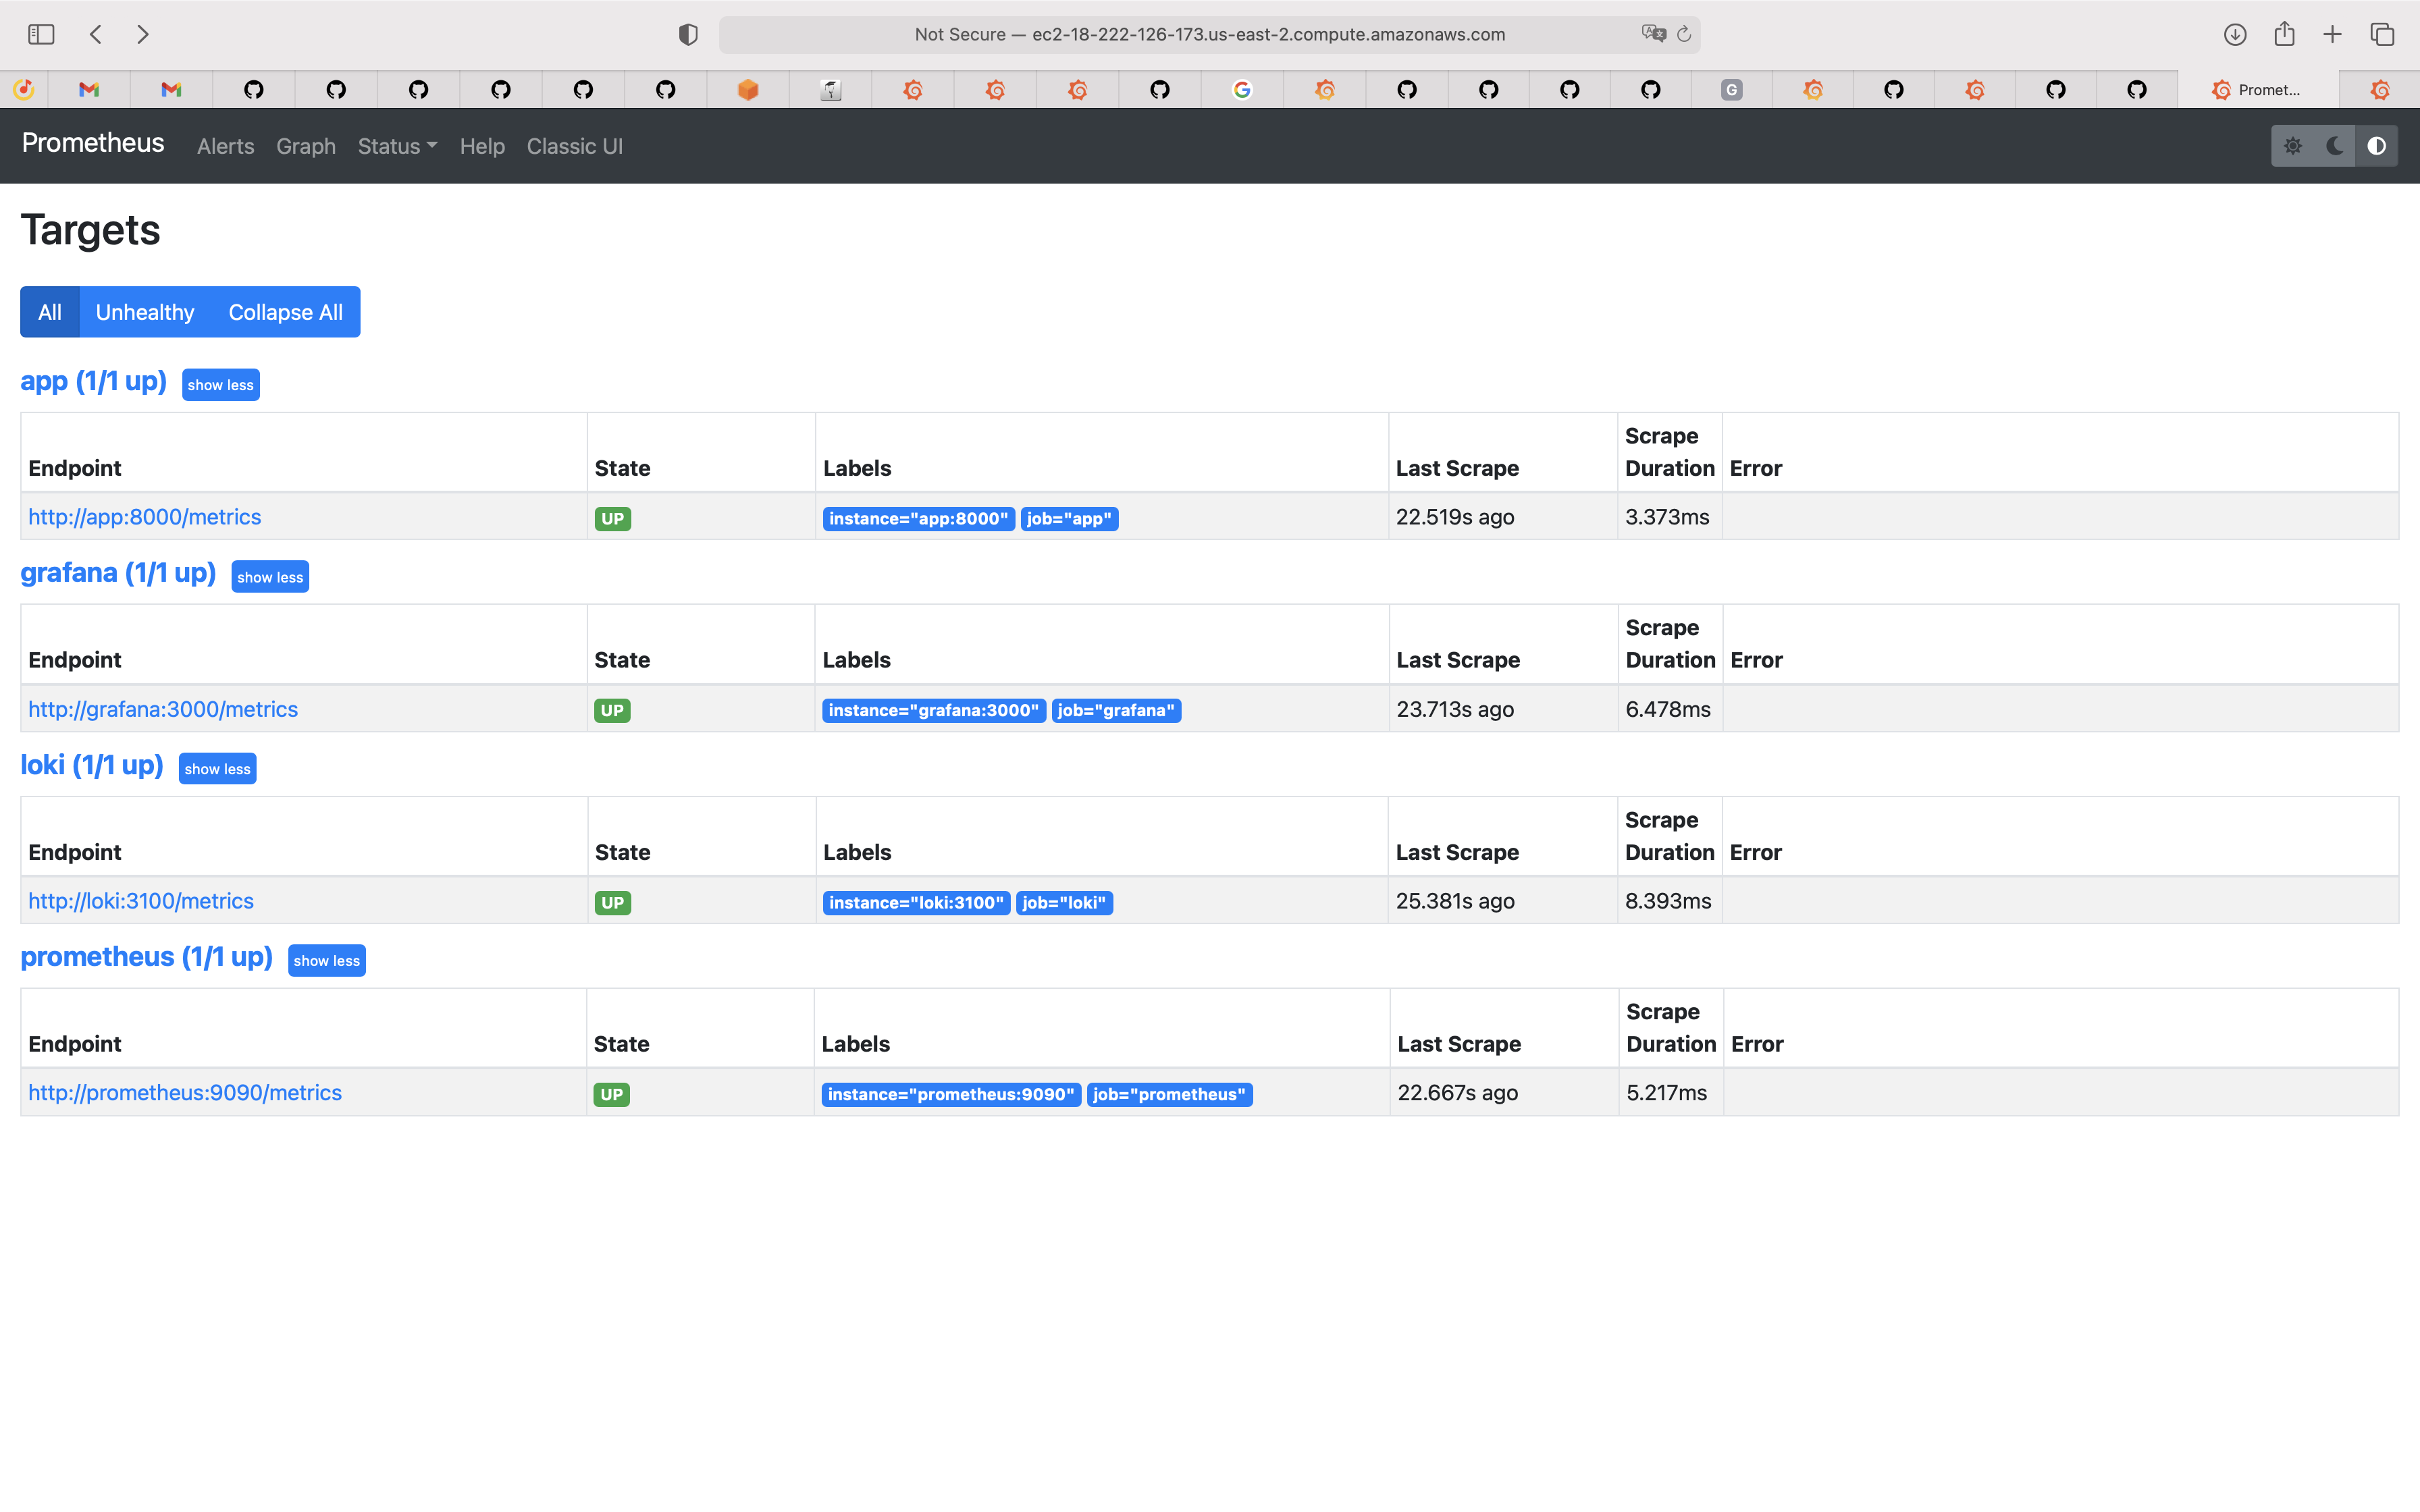 Not Secure — ec2-18-222-126-173.us-east-2.compute.amazonaws.com
G
Promet...
Prometheus Alerts Graph Status Help Classic UI
Targets
All Unhealthy Collapse All
app (1/1 up) show less
Endpoint State Labels Last Scrape Scrape Duration Error
http://app:8000/metrics UP instance="app:8000" job="app" 22.519s ago 3.373ms
grafana (1/1 up) show less
Endpoint State Labels Last Scrape Scrape Duration Error
http://grafana:3000/metrics UP instance="grafana:3000" job="grafana" 23.713s ago 6.478ms
loki (1/1 up) show less
Endpoint State Labels Last Scrape Scrape Duration Error
http://loki:3100/metrics UP instance="loki:3100" job="loki" 25.381s ago 8.393ms
prometheus (1/1 up) show less
Endpoint State Labels Last Scrape Scrape Duration Error
http://prometheus:9090/metrics UP instance="prometheus:9090" job="prometheus" 22.667s ago 5.217ms